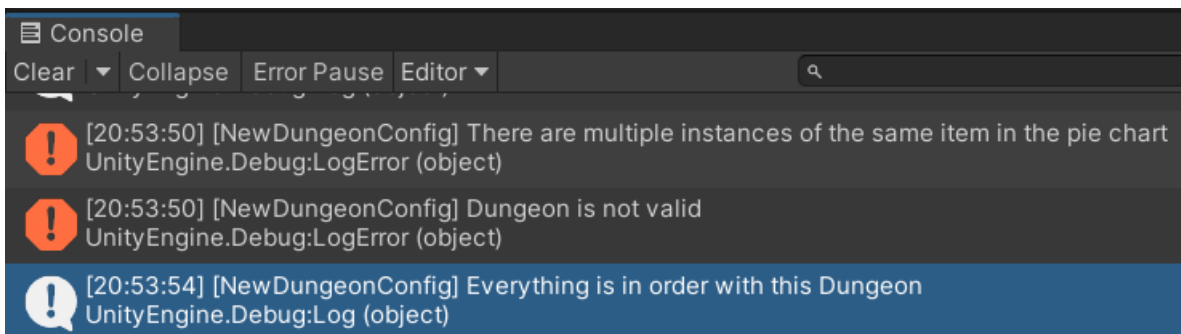 Console
Clear Collapse Error Pause Editor
[20:53:50] [NewDungeonConfig] There are multiple instances of the same item in the pie chart
UnityEngine.Debug:LogError (object)
[20:53:50] [NewDungeonConfig] Dungeon is not valid
UnityEngine.Debug:LogError (object)
[20:53:54] [NewDungeonConfig] Everything is in order with this Dungeon
UnityEngine.Debug:Log (object)